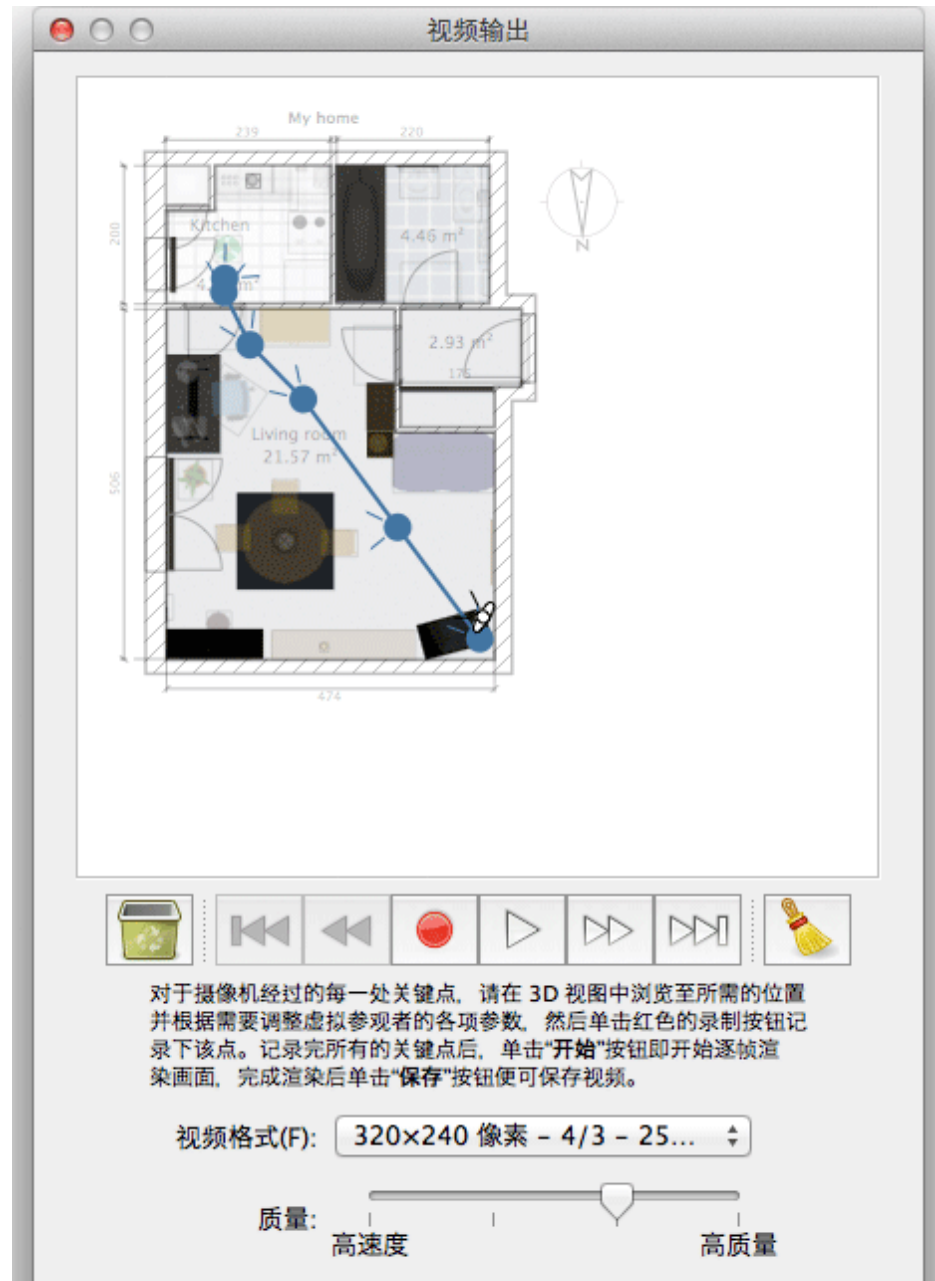 视频输出
My home
239
220
200
Kitchen
4.46 m²
2.93 m²
176
Living room
21.57 m²
506
474
N
对于摄像机经过的每一处关键点，请在 3D 视图中浏览至所需的位置
并根据需要调整虚拟参观者的各项参数，然后单击红色的录制按钮记
录下该点。记录完所有的关键点后，单击“开始”按钮即开始逐帧渲
染画面，完成渲染后单击“保存”按钮便可保存视频。
视频格式(F): 320×240 像素 – 4/3 – 25...
质量:
高速度 高质量